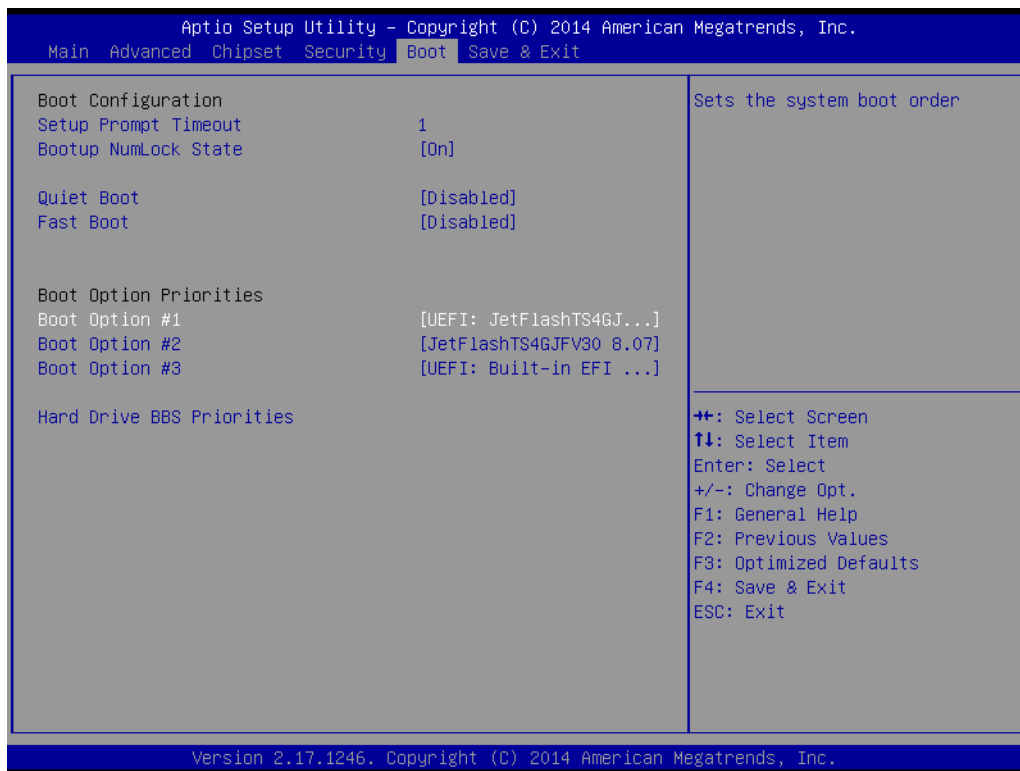 Aptio Setup Utility – Copyright (C) 2014 American Megatrends, Inc.
Main Advanced Chipset Security Boot Save & Exit
Boot Configuration
Setup Prompt Timeout 1
Bootup NumLock State [On]
Quiet Boot [Disabled]
Fast Boot [Disabled]
Boot Option Priorities
Boot Option #1 [UEFI: JetFlashTS4GJ...]
Boot Option #2 [JetFlashTS4GJFV30 8.07]
Boot Option #3 [UEFI: Built-in EFI ...]
Hard Drive BBS Priorities
Sets the system boot order
→←: Select Screen
↑↓: Select Item
Enter: Select
+/-: Change Opt.
F1: General Help
F2: Previous Values
F3: Optimized Defaults
F4: Save & Exit
ESC: Exit
Version 2.17.1246. Copyright (C) 2014 American Megatrends, Inc.